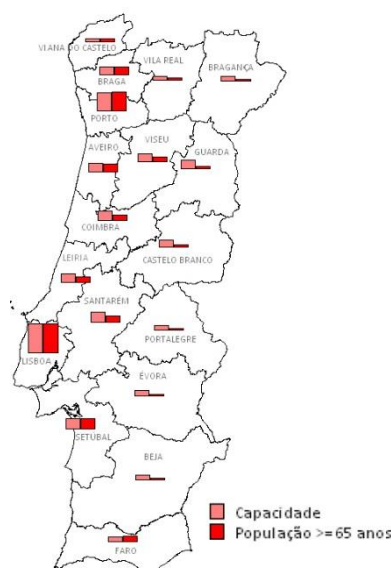 VIANA DO CASTELO
VILA REAL
BRAGANÇA
BRAGA
PORTO
AVEIRO
VISEU
GUARDA
COIMBRA
LEIRIA
CASTELO BRANCO
SANTARÉM
LISBOA
PORTALEGRE
ÉVORA
SETÚBAL
BEJA
Capacidade
População >=65 anos
FARO